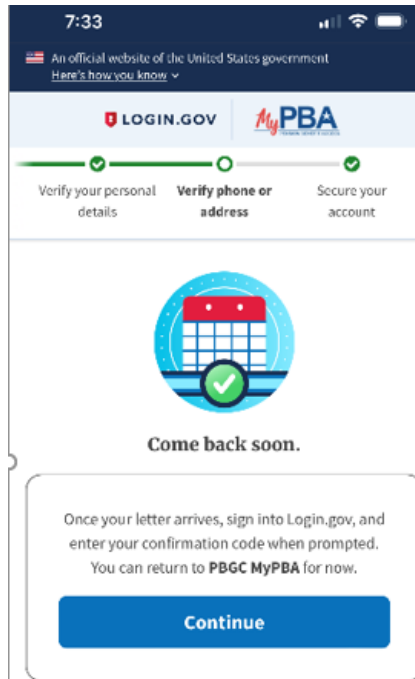 7:33
An official website of the United States government
Here's how you know
LOGIN.GOV
MyPBA
Verify your personal details
Verify phone or address
Secure your account
Come back soon.
Once your letter arrives, sign into Login.gov, and
enter your confirmation code when prompted.
You can return to PBGC MyPBA for now.
Continue